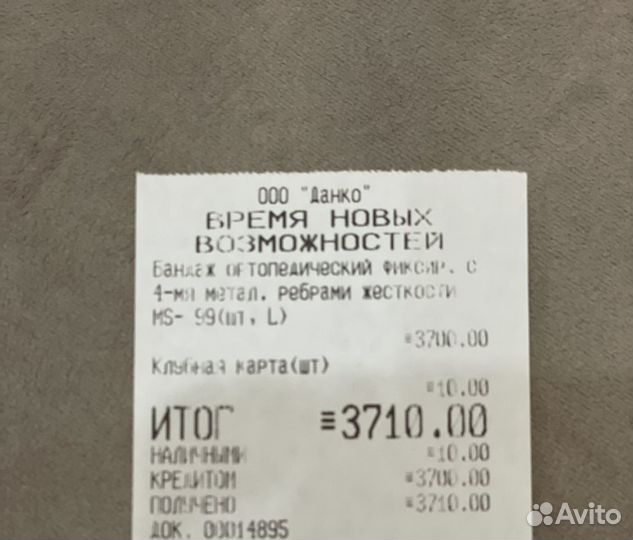 ООО "Данко"
ВРЕМЯ НОВЫХ
ВОЗМОЖНОСТЕЙ
Бандаж ортопедический фиксир. с
4-мя метал. ребрами жесткости
MS- 99(шт, L)
≡3700.00
Клубная карта(шт)
≡10.00
ИТОГ ≡3710.00
НАЛИЧНЫМИ ≡10.00
КРЕДИТОМ ≡3700.00
ПОЛУЧЕНО ≡3710.00
ДОК. 00014895
Avito